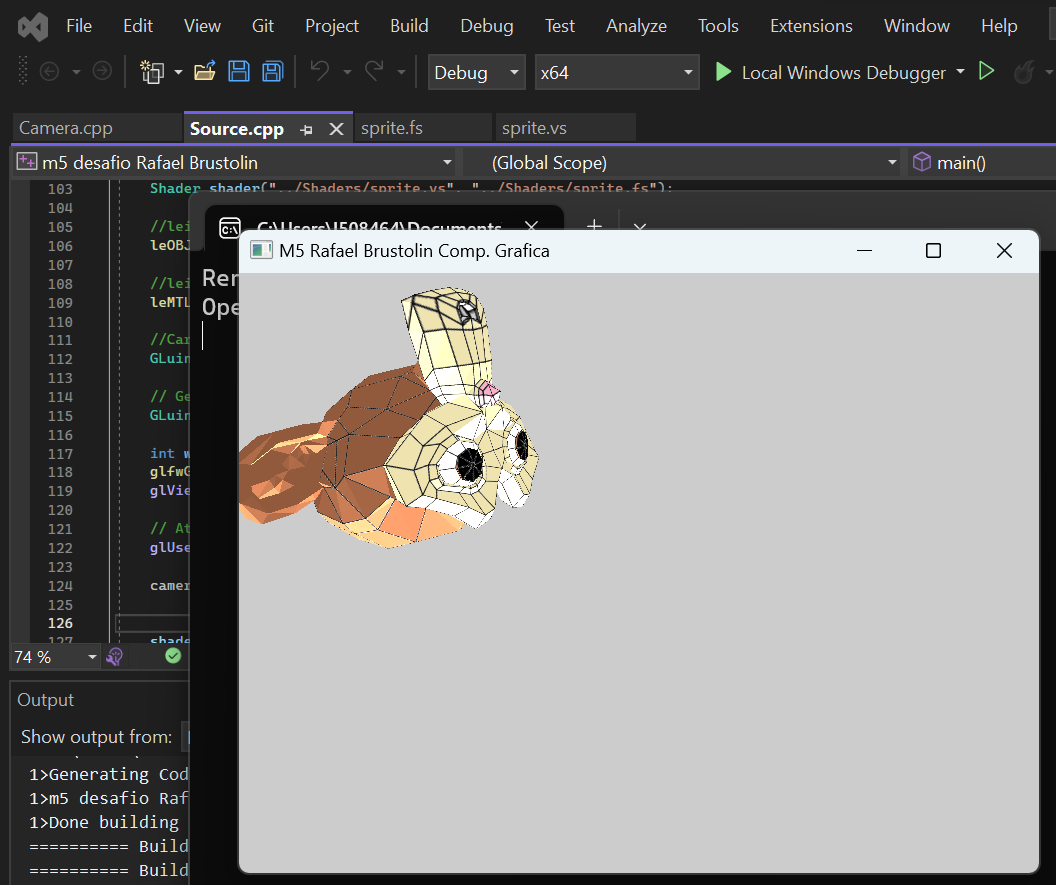 File Edit View Git Project Build Debug Test Analyze Tools Extensions Window Help
Debug x64 Local Windows Debugger
Camera.cpp Source.cpp sprite.fs sprite.vs
m5 desafio Rafael Brustolin (Global Scope) main()
103 Shader shader("../Shaders/sprite.vs", "../Shaders/sprite.fs");
104
105 //lei
106 leOBJ
107
108 //lei
109 leMTL
110
111 //Car
112 GLuin
113
114 // Ge
115 GLuin
116
117 int w
118 glfwG
119 glVie
120
121 // At
122 glUse
123
124 camer
125
126
127 shade
C:\Users\I508464\Documents
M5 Rafael Brustolin Comp. Grafica
Ren
Ope
74 %
Output
Show output from:
1>Generating Cod
1>m5 desafio Raf
1>Done building
========== Build
========== Build